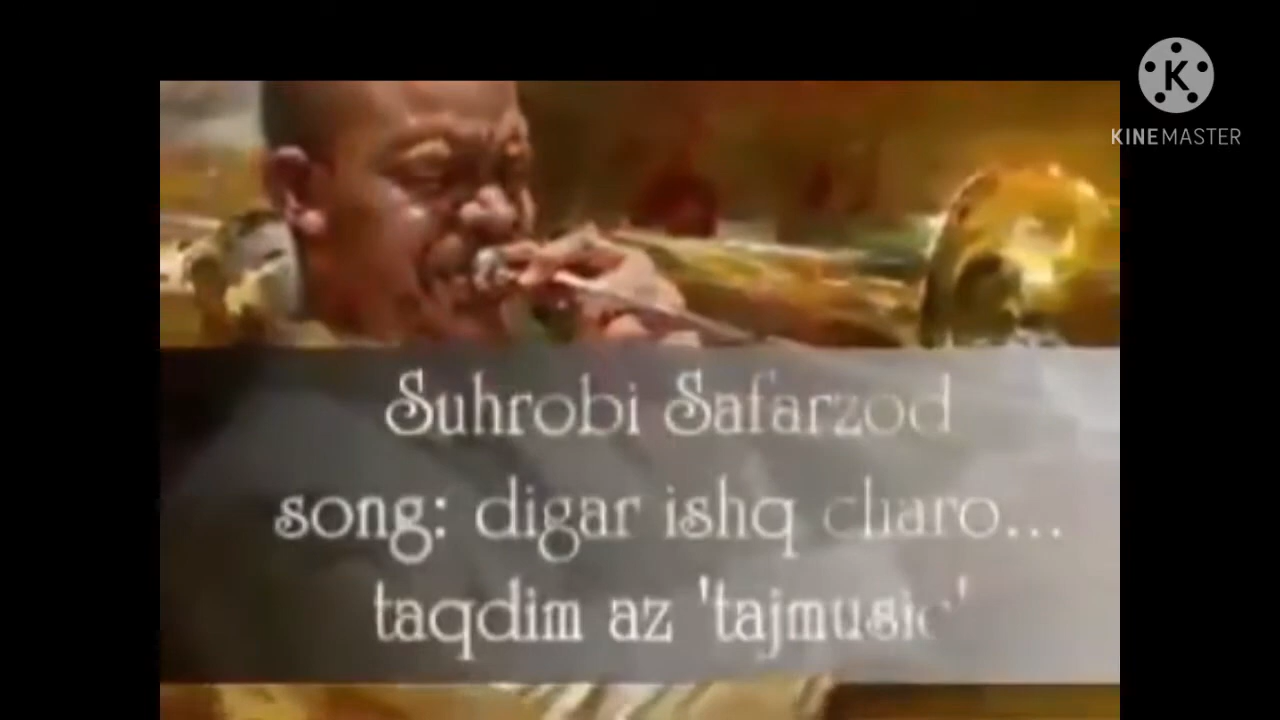 KINEMASTER
Suhrobi Safarzod
song: digar ishq charo...
taqdim az 'tajmusic'